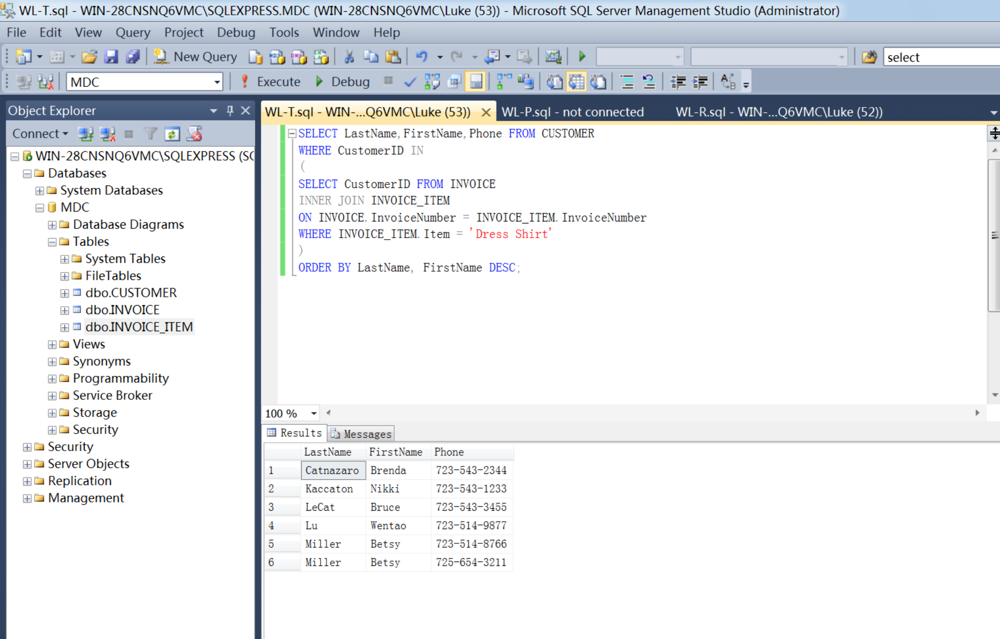 WL-T.sql - WIN-28CNSNQ6VMC\SQLEXPRESS.MDC (WIN-28CNSNQ6VMC\Luke (53)) - Microsoft SQL Server Management Studio (Administrator)
File Edit View Query Project Debug Tools Window Help
New Query select
MDC Execute Debug
Object Explorer
WL-T.sql - WIN-...Q6VMC\Luke (53)) WL-P.sql - not connected WL-R.sql - WIN-...Q6VMC\Luke (52))
Connect
WIN-28CNSNQ6VMC\SQLEXPRESS (SQ
Databases
System Databases
MDC
Database Diagrams
Tables
System Tables
FileTables
dbo.CUSTOMER
dbo.INVOICE
dbo.INVOICE_ITEM
Views
Synonyms
Programmability
Service Broker
Storage
Security
Security
Server Objects
Replication
Management
SELECT LastName,FirstName,Phone FROM CUSTOMER
WHERE CustomerID IN
(
SELECT CustomerID FROM INVOICE
INNER JOIN INVOICE_ITEM
ON INVOICE.InvoiceNumber = INVOICE_ITEM.InvoiceNumber
WHERE INVOICE_ITEM.Item = 'Dress Shirt'
)
ORDER BY LastName, FirstName DESC;
100 %
Results Messages
LastName FirstName Phone
1 Catnazaro Brenda 723-543-2344
2 Kaccaton Nikki 723-543-1233
3 LeCat Bruce 723-543-3455
4 Lu Wentao 723-514-9877
5 Miller Betsy 723-514-8766
6 Miller Betsy 725-654-3211